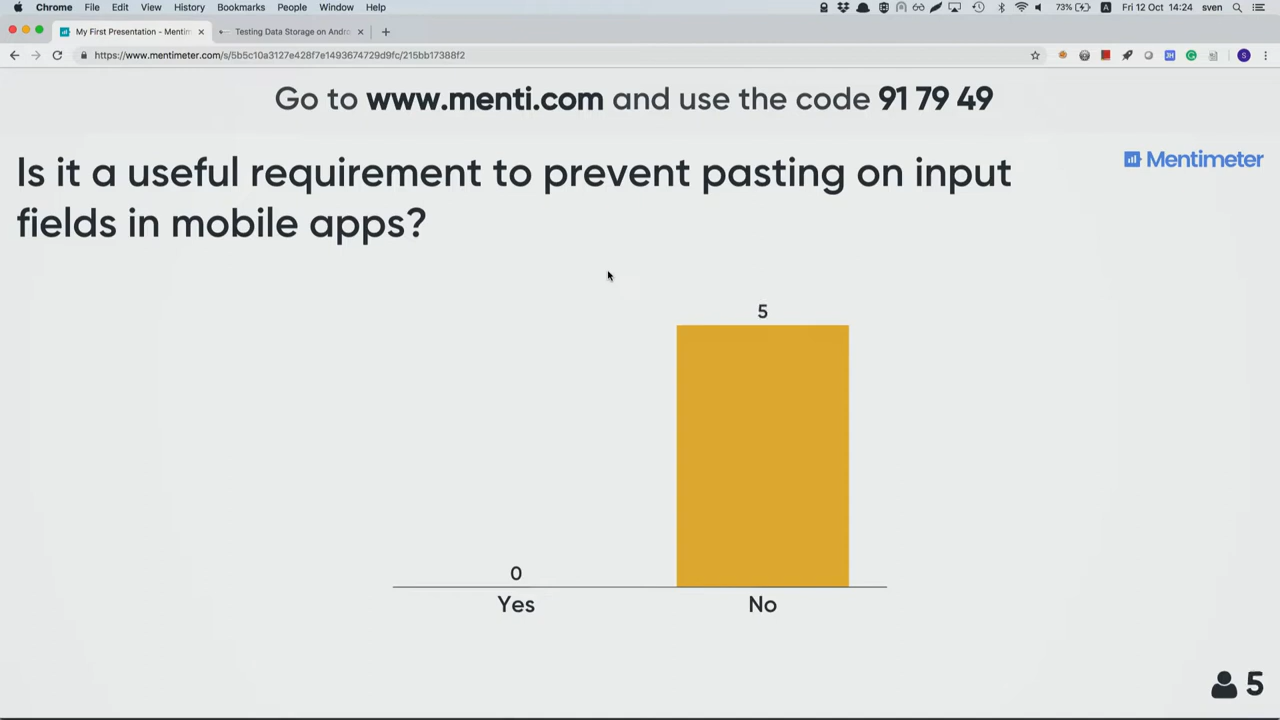 Chrome File Edit View History Bookmarks People Window Help 73% Fri 12 Oct 14:24 sven
My First Presentation - Mentim Testing Data Storage on Andro
https://www.mentimeter.com/s/5b5c10a3127e428f7e1493674729d9fc/215bb17388f2
Go to www.menti.com and use the code 91 79 49
Is it a useful requirement to prevent pasting on input
fields in mobile apps?
Mentimeter
5
0
Yes No
5